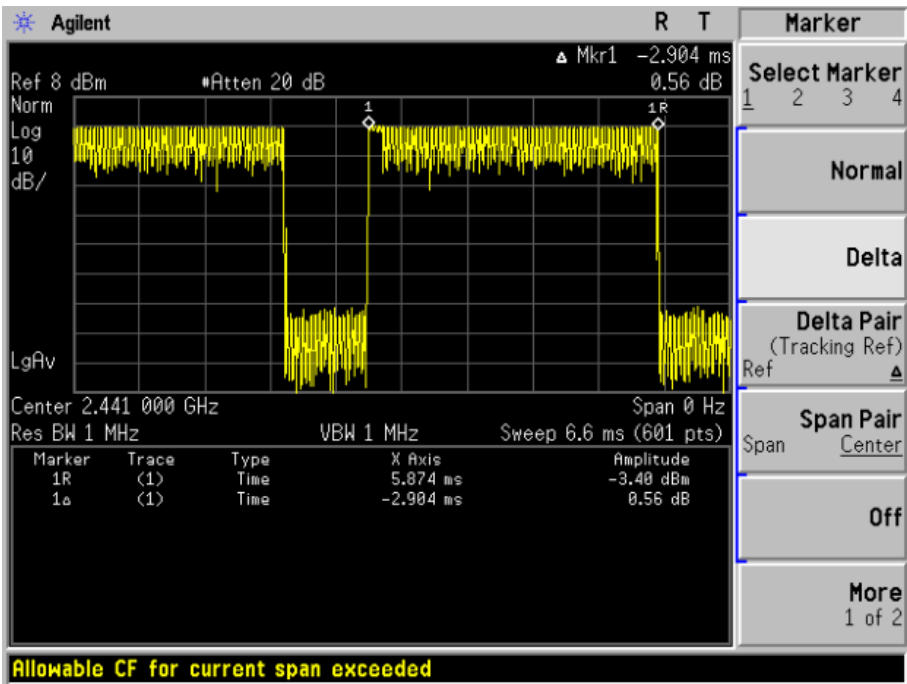 Agilent R T Marker
Δ Mkr1 -2.904 ms
Ref 8 dBm #Atten 20 dB 0.56 dB
Norm
Log
10
dB/
1
1R
LgAv
Center 2.441 000 GHz Span 0 Hz
Res BW 1 MHz VBW 1 MHz Sweep 6.6 ms (601 pts)
Marker Trace Type X Axis Amplitude
1R (1) Time 5.874 ms -3.40 dBm
1Δ (1) Time -2.904 ms 0.56 dB
Select Marker
1 2 3 4
Normal
Delta
Delta Pair
(Tracking Ref)
Ref Δ
Span Pair
Span Center
Off
More
1 of 2
Allowable CF for current span exceeded